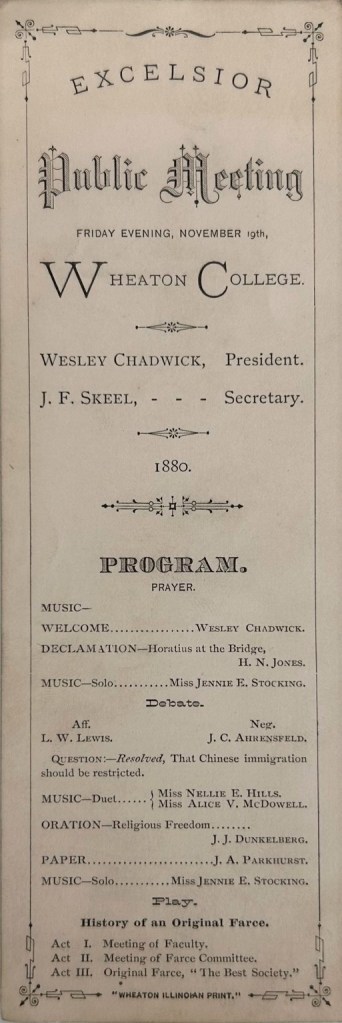 EXCELSIOR
Public Meeting
FRIDAY EVENING, NOVEMBER 19th,
WHEATON COLLEGE.
WESLEY CHADWICK, President.
J. F. SKEEL, - - - Secretary.
1880.
PROGRAM.
PRAYER.
MUSIC—
WELCOME................WESLEY CHADWICK.
DECLAMATION—Horatius at the Bridge,
H. N. JONES.
MUSIC—Solo...........Miss JENNIE E. STOCKING.
Debate.
Aff. Neg.
L. W. LEWIS. J. C. AHRENSFELD.
QUESTION:—Resolved, That Chinese immigration
should be restricted.
MUSIC—Duet...... { Miss NELLIE E. HILLS.
{ Miss ALICE V. MCDOWELL.
ORATION—Religious Freedom........
J. J. DUNKELBERG.
PAPER........................J. A. PARKHURST.
MUSIC—Solo...........Miss JENNIE E. STOCKING.
Play.
History of an Original Farce.
Act I. Meeting of Faculty.
Act II. Meeting of Farce Committee.
Act III. Original Farce, "The Best Society."
"WHEATON ILLINOIAN PRINT."